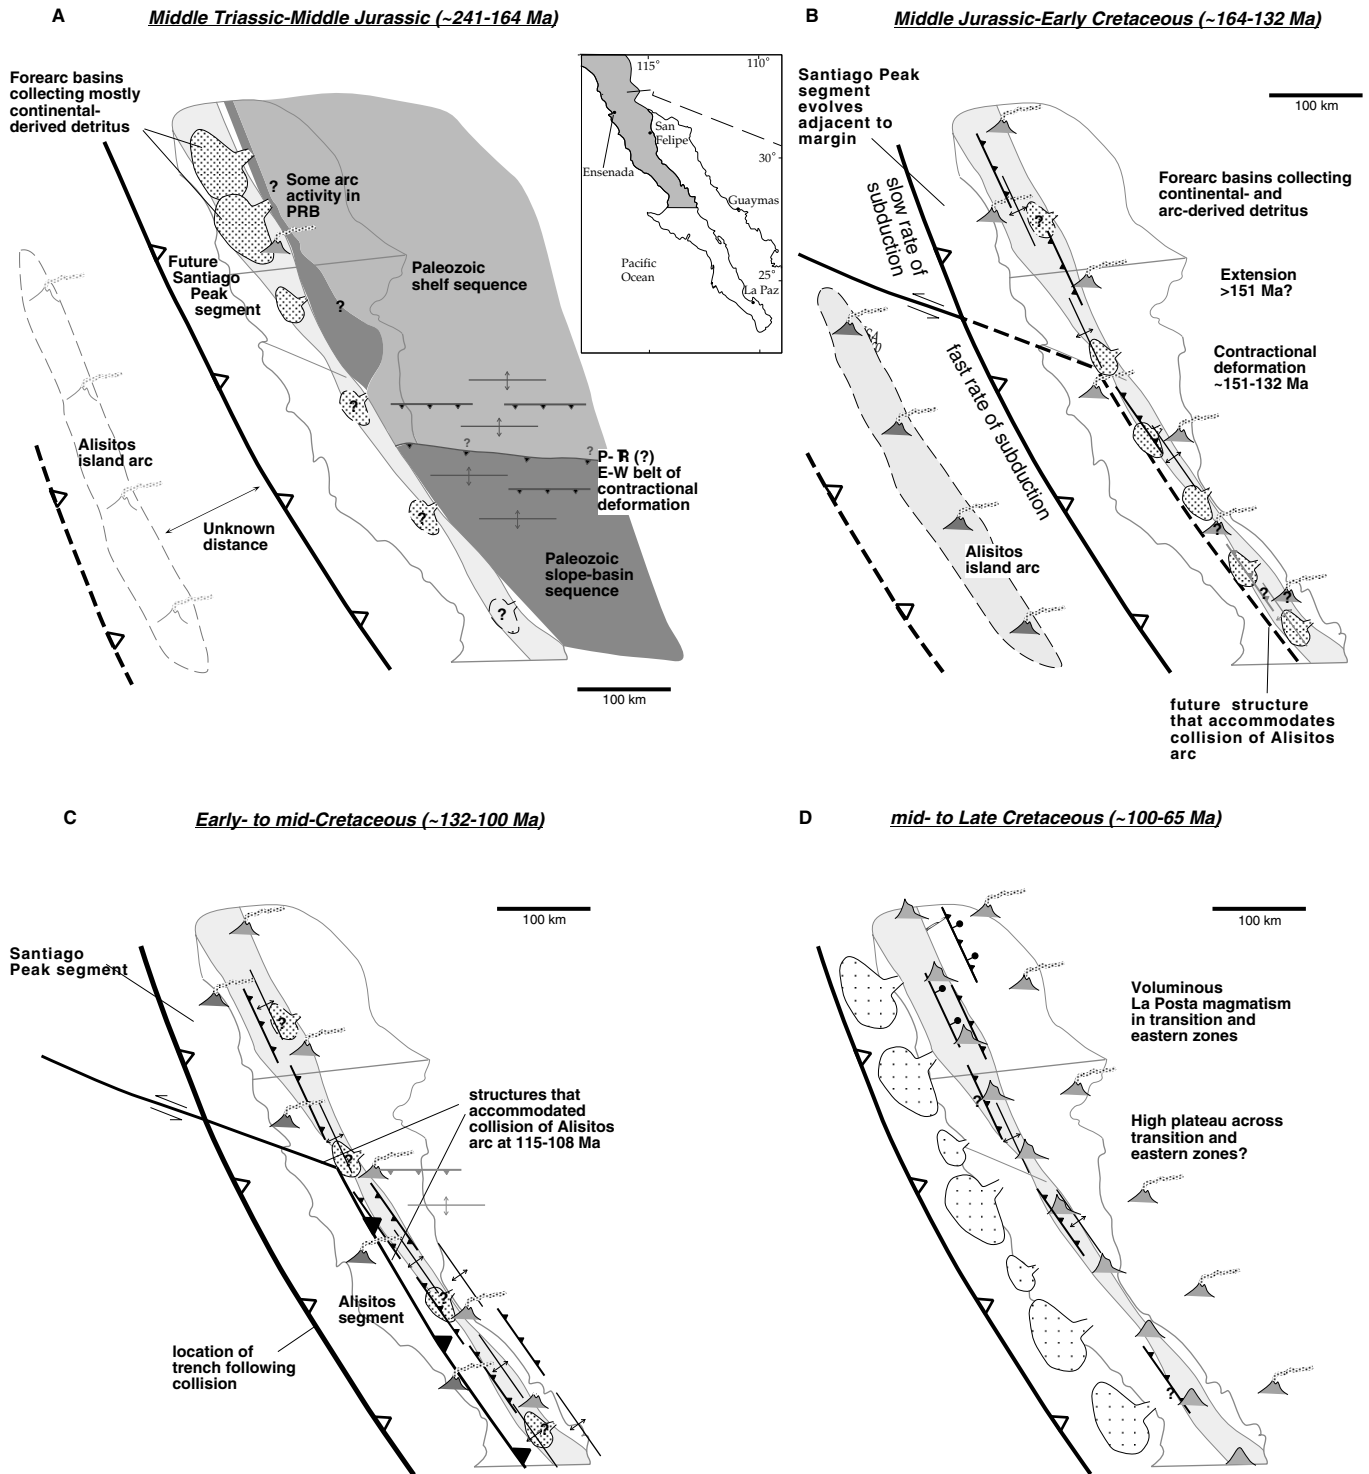 A
Middle Triassic-Middle Jurassic (~241-164 Ma)
Forearc basins
collecting mostly
continental-
derived detritus
?
Some arc
activity in
PRB
Future
Santiago
Peak
segment
Paleozoic
shelf sequence
?
?
Alisitos
island arc
Unknown
distance
?
?
?
?
P-TR (?)
E-W belt of
contractional
deformation
Paleozoic
slope-basin
sequence
100 km
115°
110°
San
Felipe
30°
Ensenada
Guaymas
Pacific
Ocean
25°
La Paz
B
Middle Jurassic-Early Cretaceous (~164-132 Ma)
Santiago Peak
segment
evolves
adjacent to
margin
100 km
slow rate of
subduction
Forearc basins collecting
continental- and
arc-derived detritus
?
Extension
>151 Ma?
Contractional
deformation
~151-132 Ma
fast rate of subduction
Alisitos
island arc
?
?
?
future structure
that accommodates
collision of Alisitos
arc
C
Early- to mid-Cretaceous (~132-100 Ma)
100 km
Santiago
Peak segment
?
structures that
accommodated
collision of Alisitos
arc at 115-108 Ma
?
Alisitos
segment
?
location of
trench following
collision
?
D
mid- to Late Cretaceous (~100-65 Ma)
100 km
Voluminous
La Posta magmatism
in transition and
eastern zones
?
High plateau across
transition and
eastern zones?
?